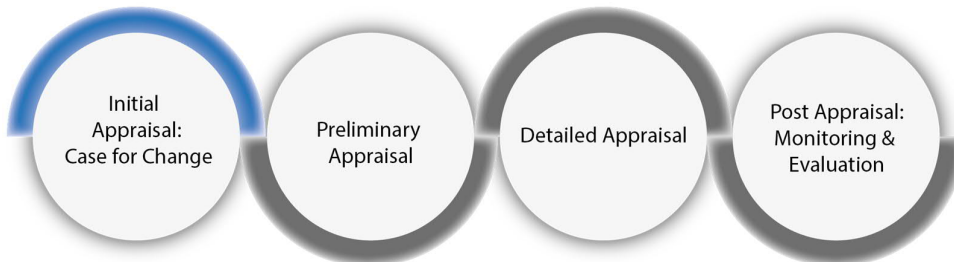 Initial
Appraisal:
Case for Change
Preliminary
Appraisal
Detailed Appraisal
Post Appraisal:
Monitoring &
Evaluation